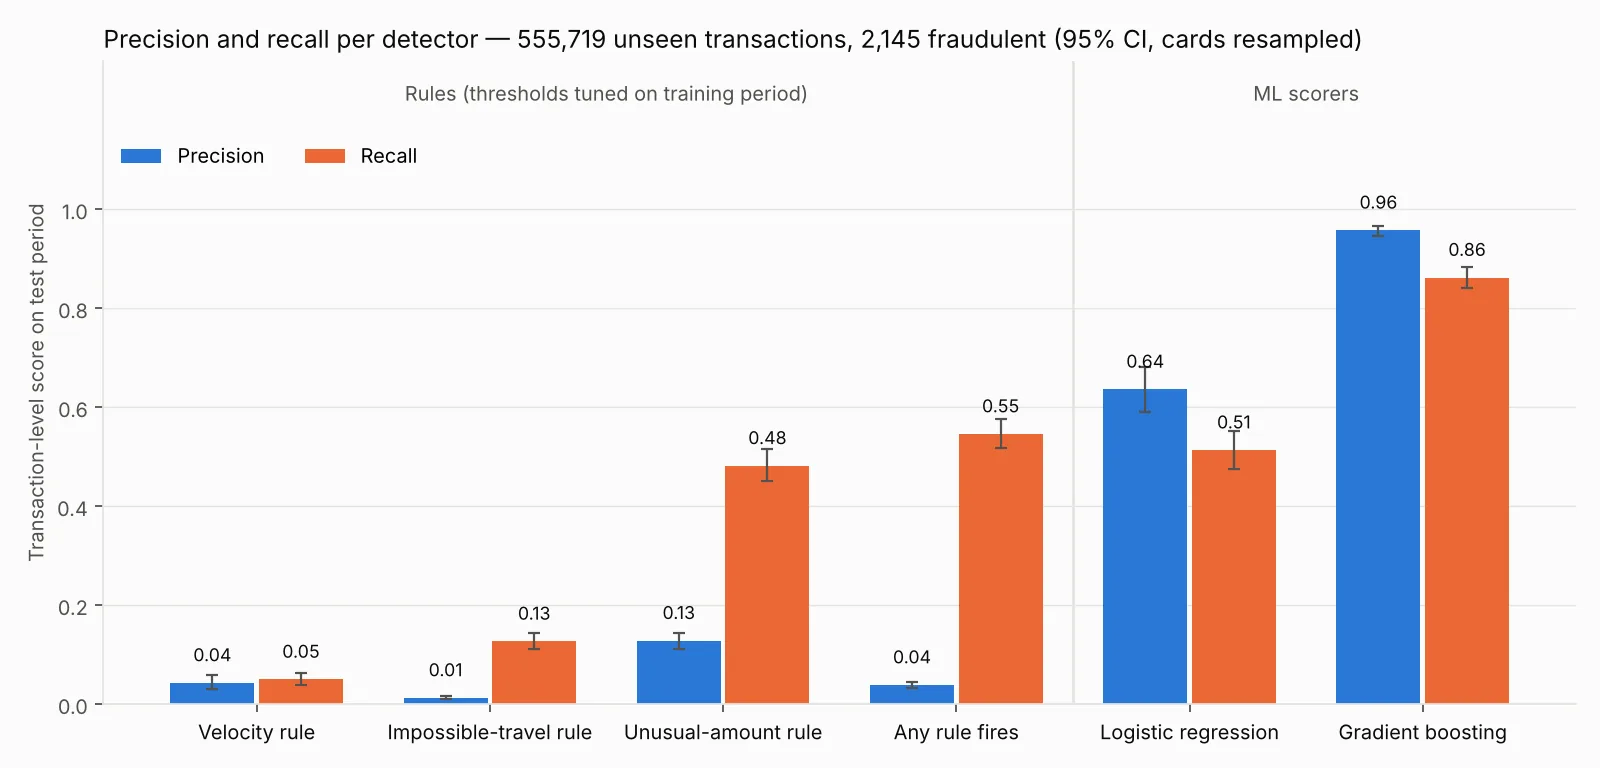 Precision and recall per detector — 555,719 unseen transactions, 2,145 fraudulent (95% CI, cards resampled)
Rules (thresholds tuned on training period)
ML scorers
Precision
Recall
Transaction-level score on test period
1.0
0.8
0.6
0.4
0.2
0.0
0.04
0.05
0.01
0.13
0.13
0.48
0.04
0.55
0.64
0.51
0.96
0.86
Velocity rule
Impossible-travel rule
Unusual-amount rule
Any rule fires
Logistic regression
Gradient boosting